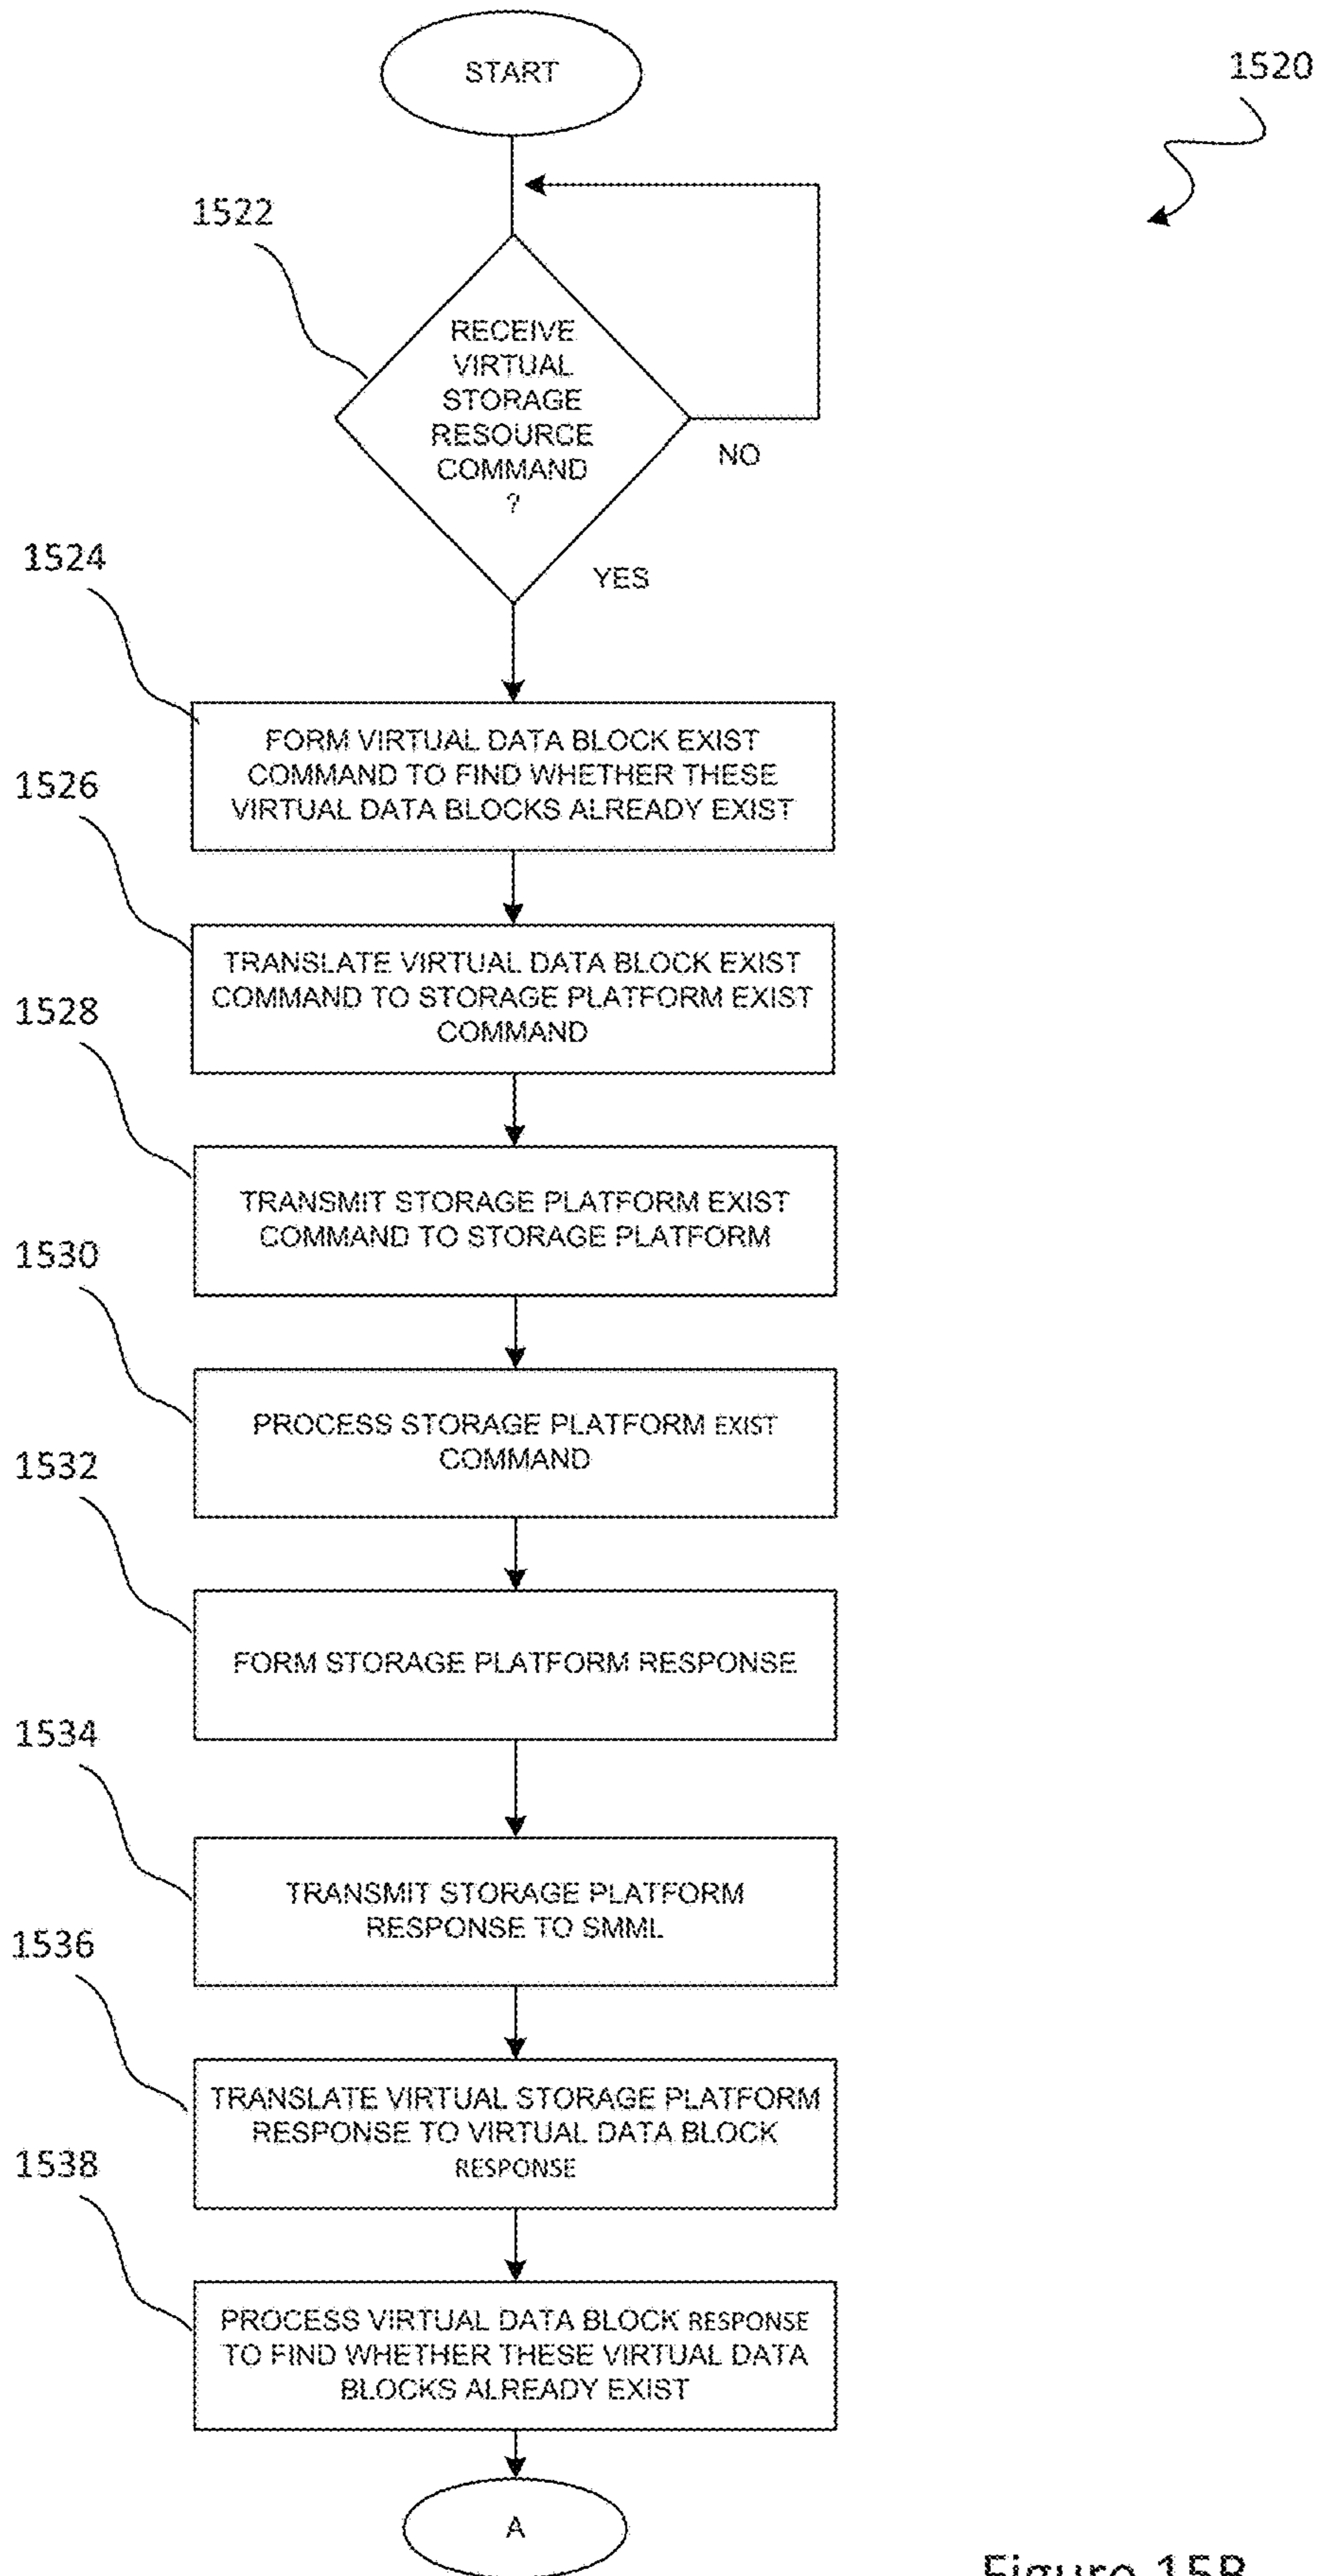 START
1520
1522
RECEIVE
VIRTUAL
STORAGE
RESOURCE
COMMAND
?
NO
YES
1524
FORM VIRTUAL DATA BLOCK EXIST
COMMAND TO FIND WHETHER THESE
VIRTUAL DATA BLOCKS ALREADY EXIST
1526
TRANSLATE VIRTUAL DATA BLOCK EXIST
COMMAND TO STORAGE PLATFORM EXIST
COMMAND
1528
TRANSMIT STORAGE PLATFORM EXIST
COMMAND TO STORAGE PLATFORM
1530
PROCESS STORAGE PLATFORM EXIST
COMMAND
1532
FORM STORAGE PLATFORM RESPONSE
1534
TRANSMIT STORAGE PLATFORM
RESPONSE TO SMML
1536
TRANSLATE VIRTUAL STORAGE PLATFORM
RESPONSE TO VIRTUAL DATA BLOCK
RESPONSE
1538
PROCESS VIRTUAL DATA BLOCK RESPONSE
TO FIND WHETHER THESE VIRTUAL DATA
BLOCKS ALREADY EXIST
A
Figure 15B